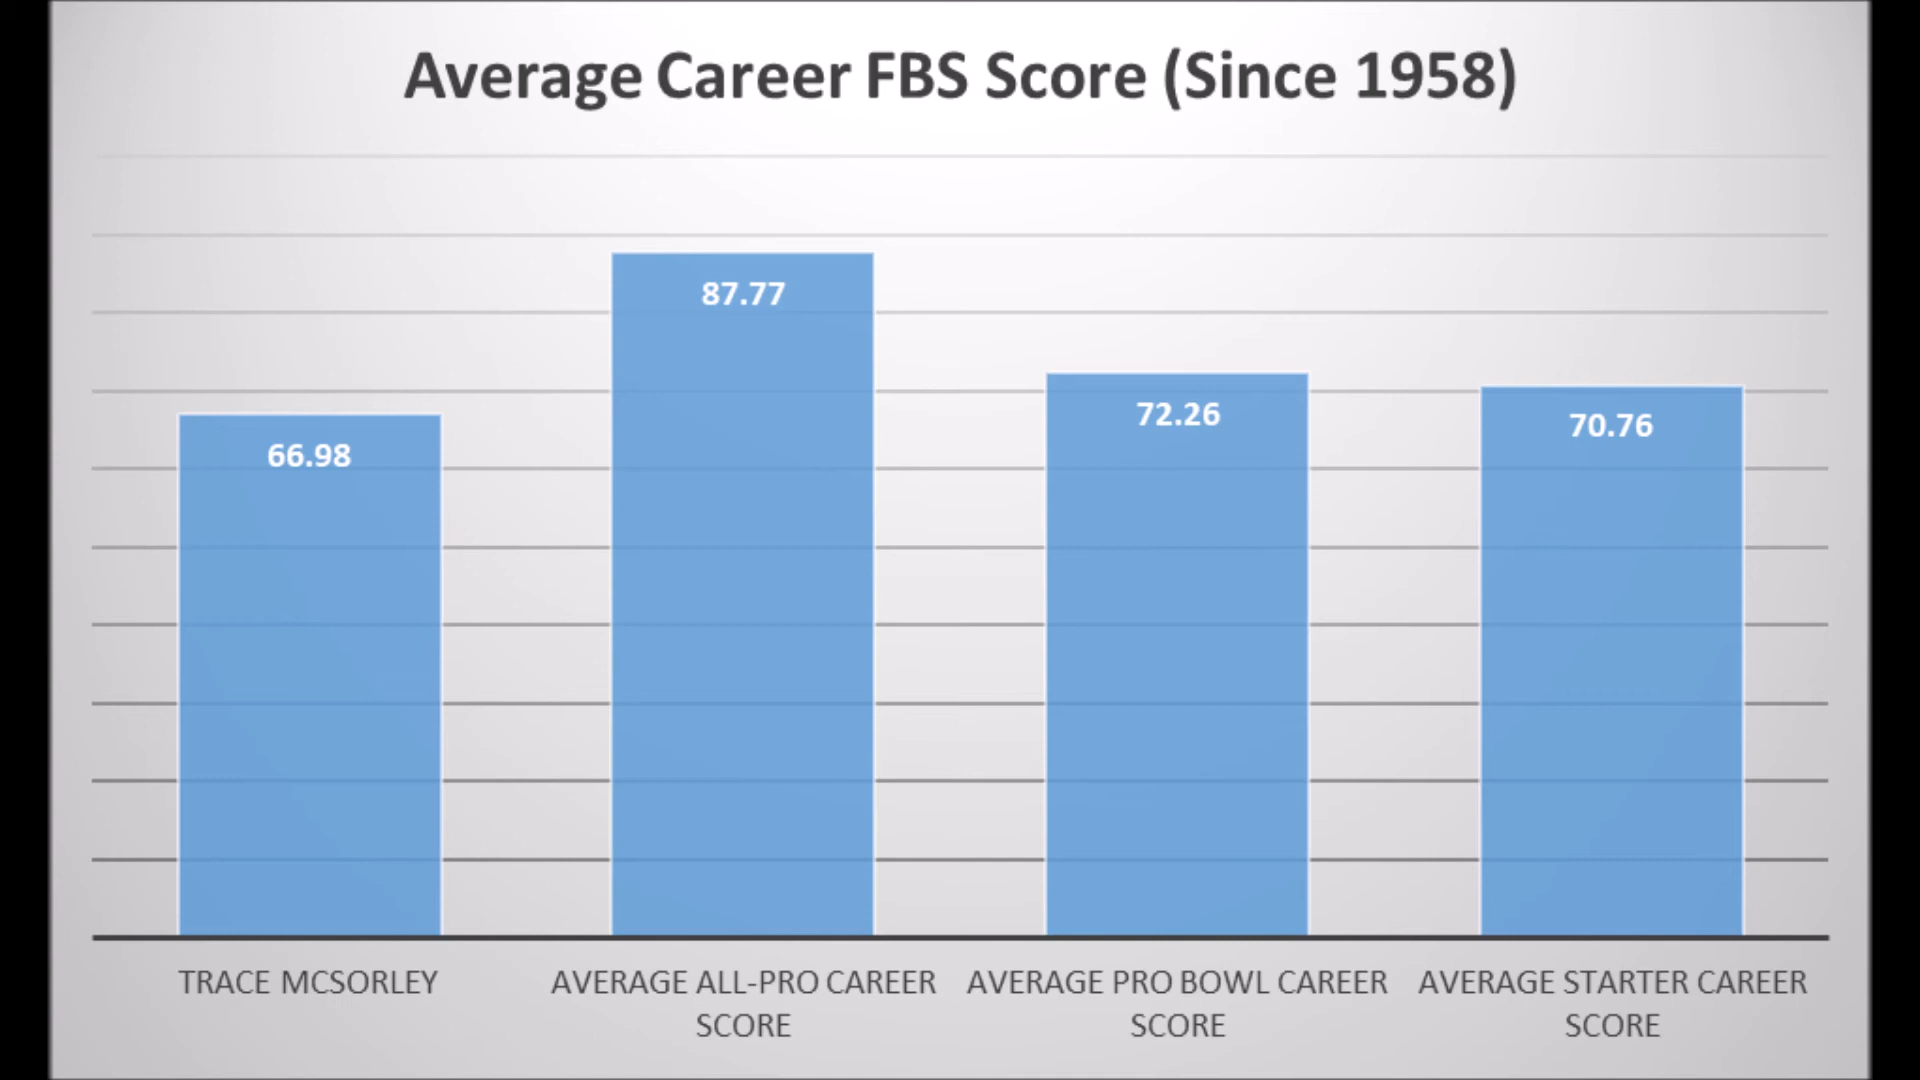 Average Career FBS Score (Since 1958)
66.98
87.77
72.26
70.76
TRACE MCSORLEY
AVERAGE ALL-PRO CAREER
SCORE
AVERAGE PRO BOWL CAREER
SCORE
AVERAGE STARTER CAREER
SCORE